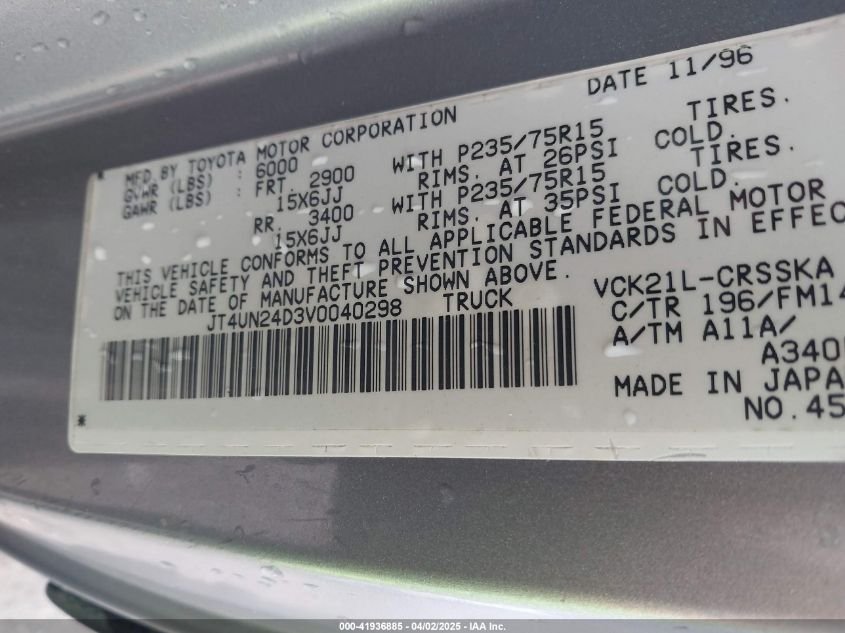 DATE 11/96
MFD.BY TOYOTA MOTOR CORPORATION
GVWR (LBS) : 6000
GAWR (LBS) : FRT. 2900 WITH P235/75R15 TIRES.
15X6JJ RIMS. AT 26PSI COLD.
RR. 3400 WITH P235/75R15 TIRES.
15X6JJ RIMS. AT 35PSI COLD.
THIS VEHICLE CONFORMS TO ALL APPLICABLE FEDERAL MOTOR
VEHICLE SAFETY AND THEFT PREVENTION STANDARDS IN EFFEC
ON THE DATE OF MANUFACTURE SHOWN ABOVE.
JT4UN24D3V0040298 TRUCK
VCK21L-CRSSKA
C/TR 196/FM14
A/TM A11A/
A340
MADE IN JAPA
NO.45
000-41936885 - 04/02/2025 - IAA Inc.